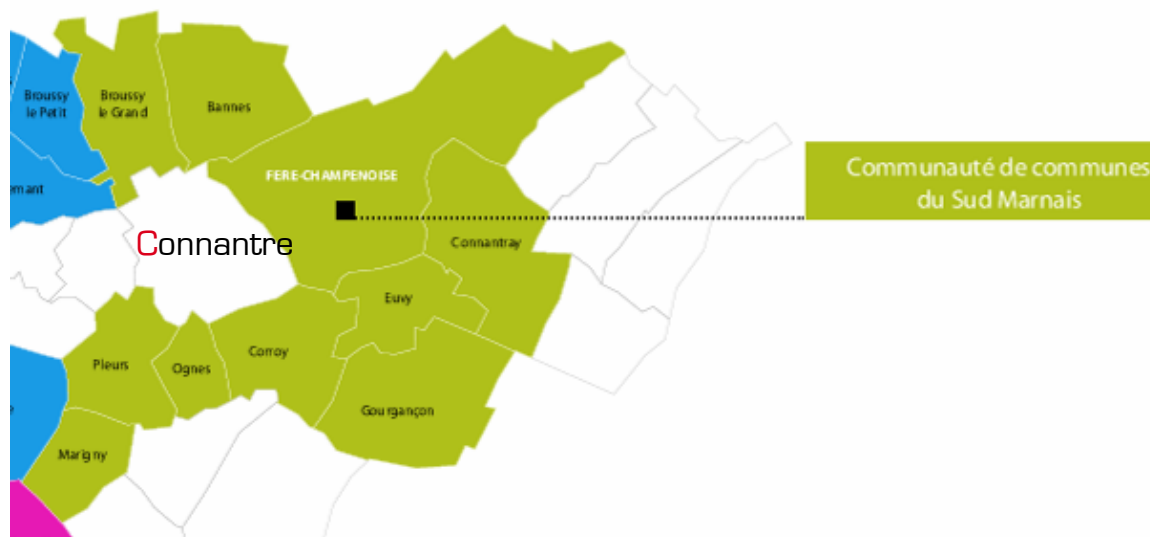 Broussy
le Petit
Broussy
le Grand
Bannes
FERE-CHAMPENOISE
Communauté de communes
du Sud Marnais
Connantre
Connantray
Euvy
Pleurs
Ognes
Corroy
Gourgançon
Marigny